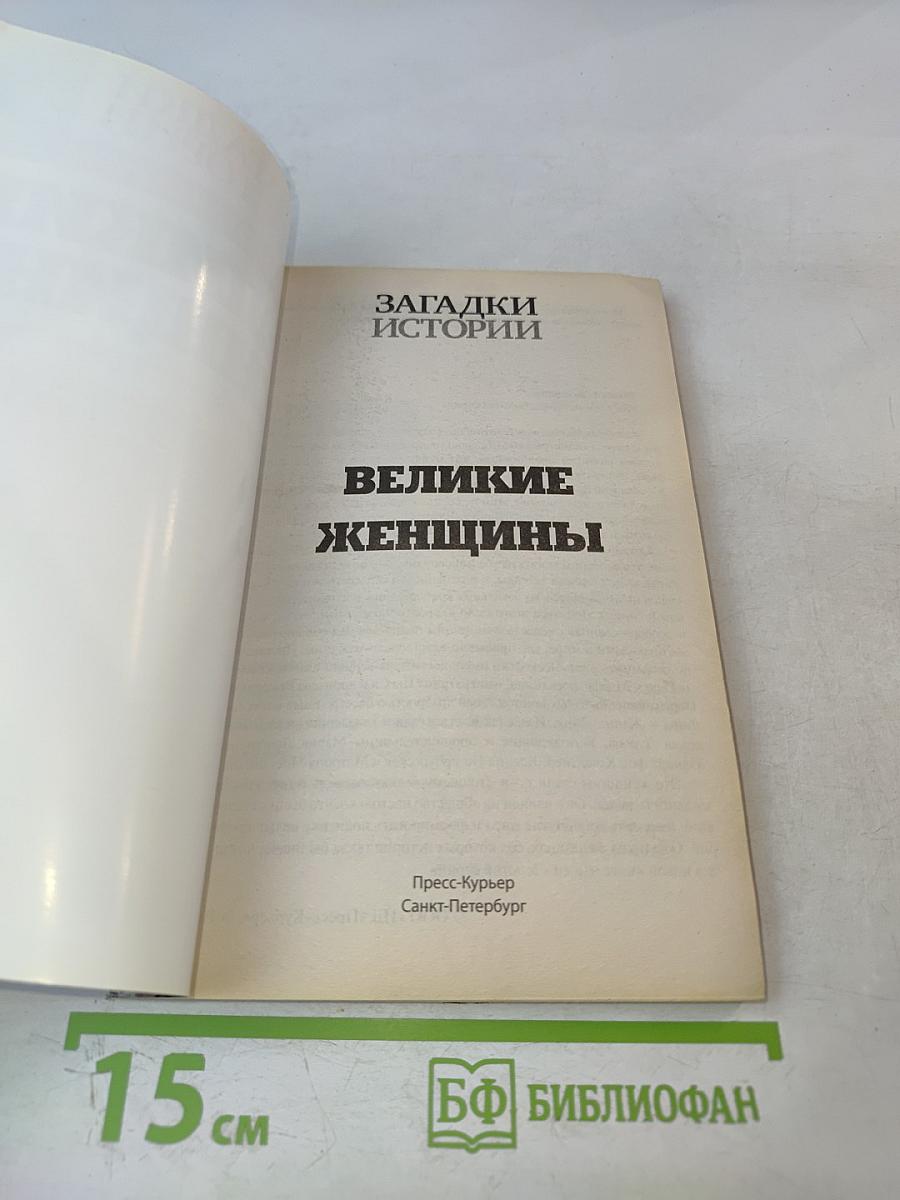 ЗАГАДКИ
ИСТОРИИ
ВЕЛИКИЕ
ЖЕНЩИНЫ
Пресс-Курьер
Санкт-Петербург
15 см
БФ БИБЛИОФАН